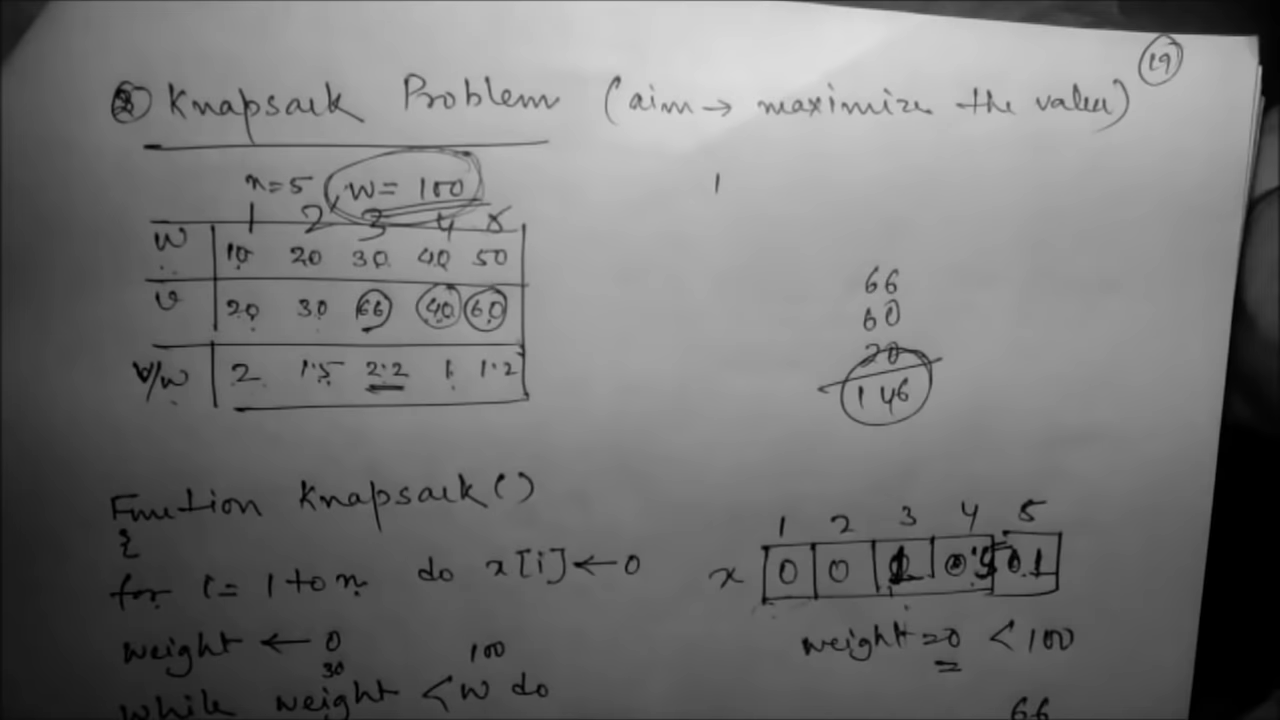 19
Knapsack Problem (aim → maximize the value)
n=5 W= 100
1 2 3 4 5
W 10 20 30 40 50
v 20 30 66 40 60
v/w 2 1.5 2.2 1 1.2
66
60
20
146
Function Knapsack()
{
for i= 1 to n do x[i]←0
weight ← 0
30 100
while weight < W do
1 2 3 4 5
x 0 0 1 0.5 1
weight =0 < 100
66